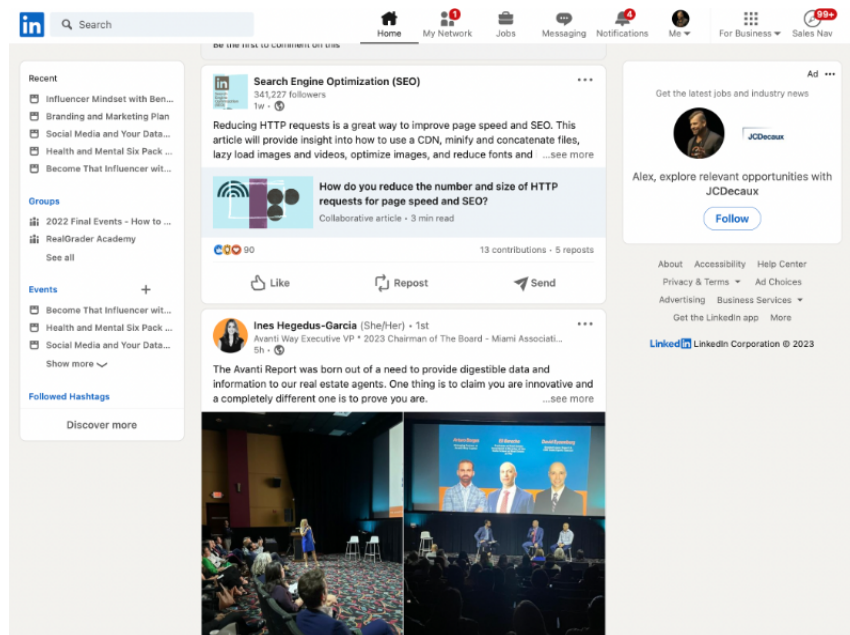 in
Search
Home
1
My Network
Jobs
Messaging
4
Notifications
Me
For Business
99+
Sales Nav
Be the first to comment on this
Recent
Influencer Mindset with Ben...
Branding and Marketing Plan
Social Media and Your Data...
Health and Mental Six Pack ...
Become That Influencer wit...
Groups
2022 Final Events - How to ...
RealGrader Academy
See all
Events +
Become That Influencer wit...
Health and Mental Six Pack ...
Social Media and Your Data...
Show more
Followed Hashtags
Discover more
in
Search Engine Optimization (SEO)
341,227 followers
1w •
Reducing HTTP requests is a great way to improve page speed and SEO. This
article will provide insight into how to use a CDN, minify and concatenate files,
lazy load images and videos, optimize images, and reduce fonts and ...see more
How do you reduce the number and size of HTTP
requests for page speed and SEO?
Collaborative article • 3 min read
90
13 contributions • 5 reposts
Like
Repost
Send
Ines Hegedus-Garcia (She/Her) • 1st
Avanti Way Executive VP * 2023 Chairman of The Board - Miami Associati...
5h •
The Avanti Report was born out of a need to provide digestible data and
information to our real estate agents. One thing is to claim you are innovative and
a completely different one is to prove you are. ...see more
Ad
Get the latest jobs and industry news
JCDecaux
Alex, explore relevant opportunities with
JCDecaux
Follow
About Accessibility Help Center
Privacy & Terms Ad Choices
Advertising Business Services
Get the LinkedIn app More
LinkedIn LinkedIn Corporation © 2023